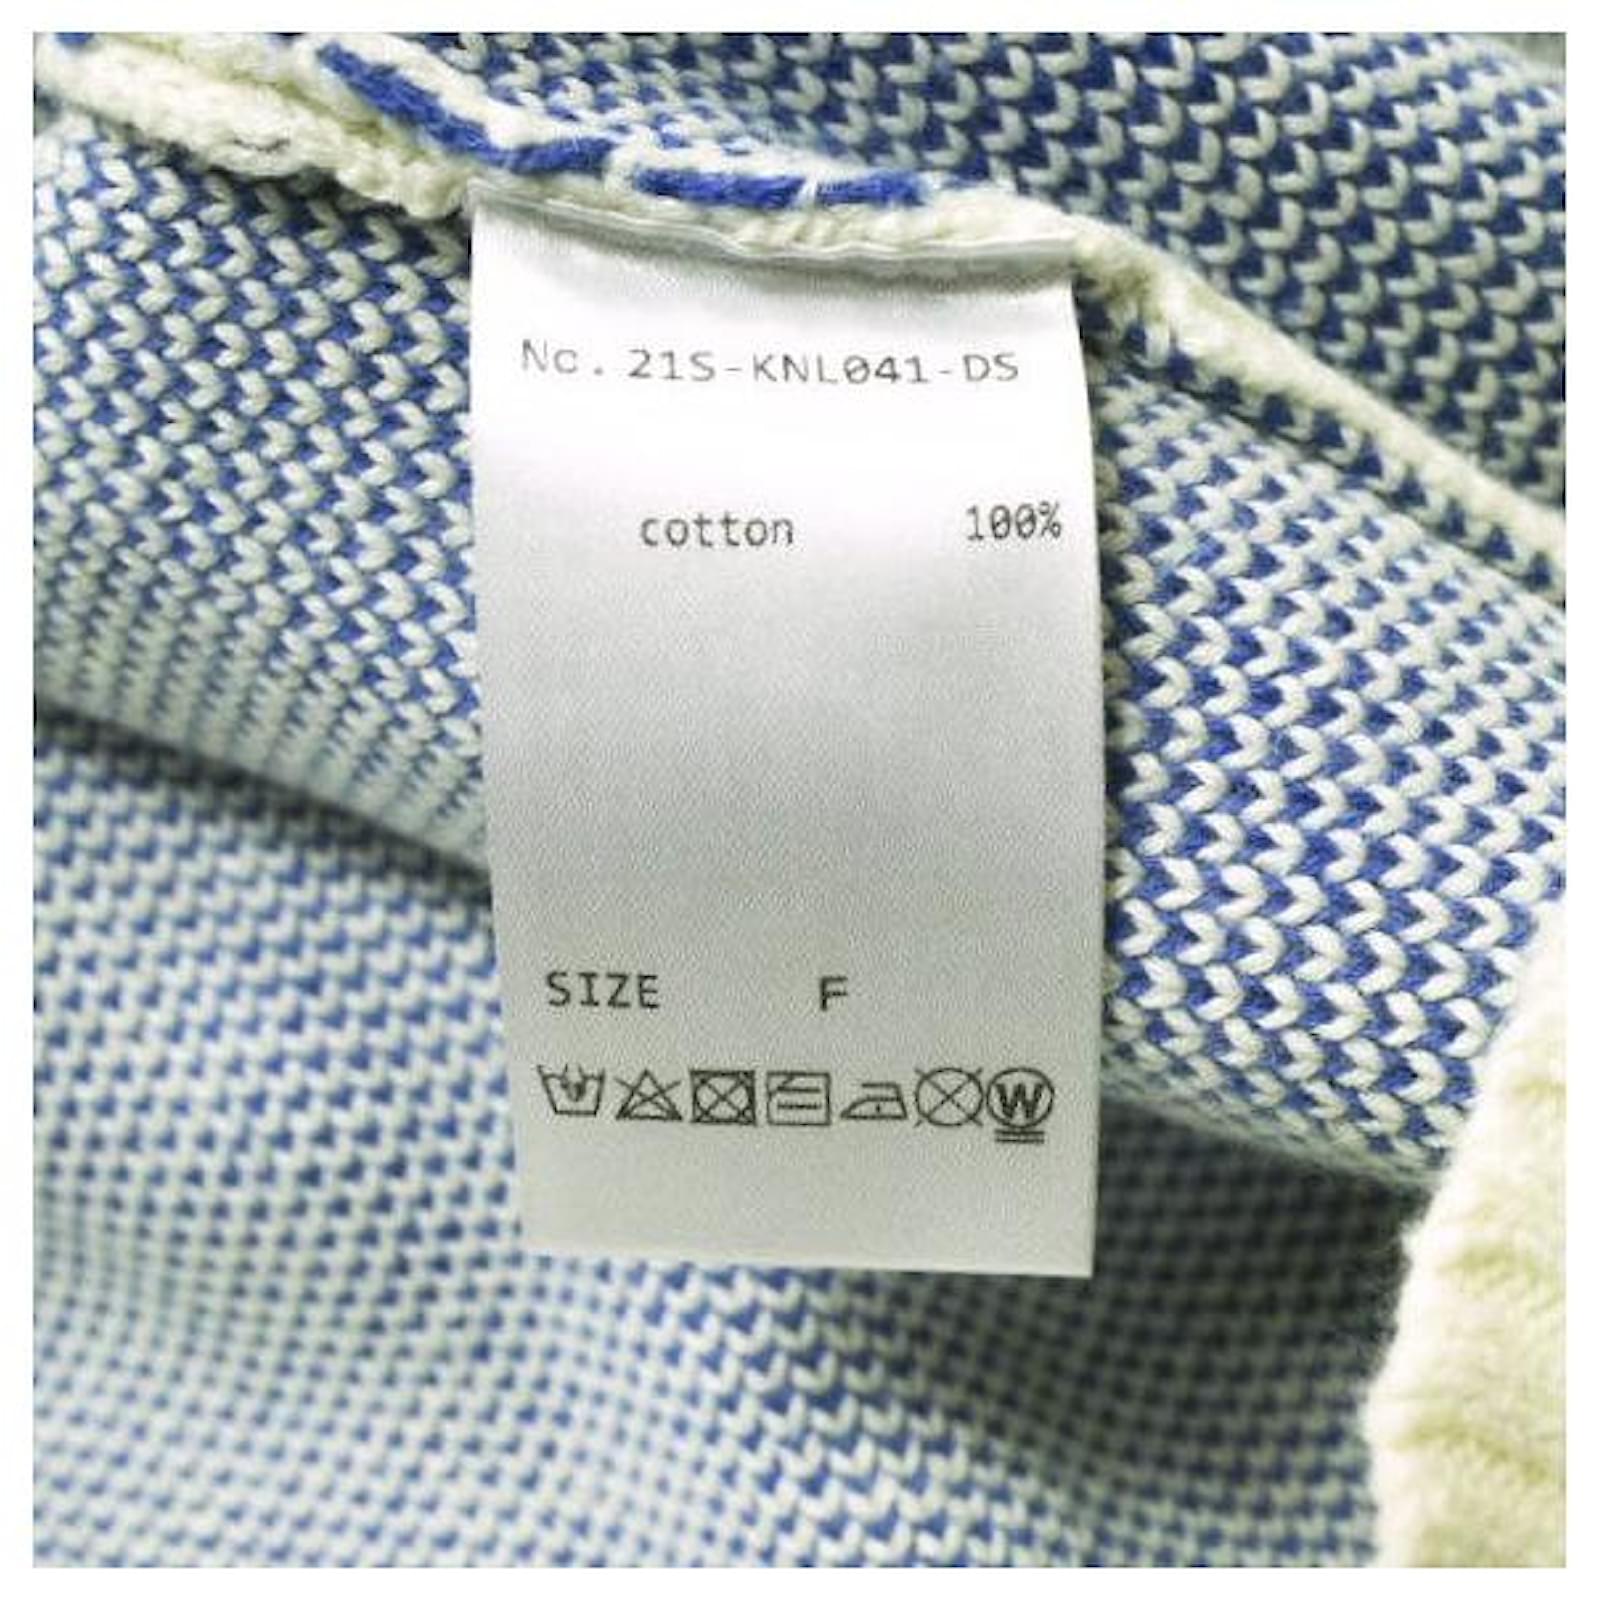 No. 21S-KNL041-DS
cotton 100%
SIZE F
W